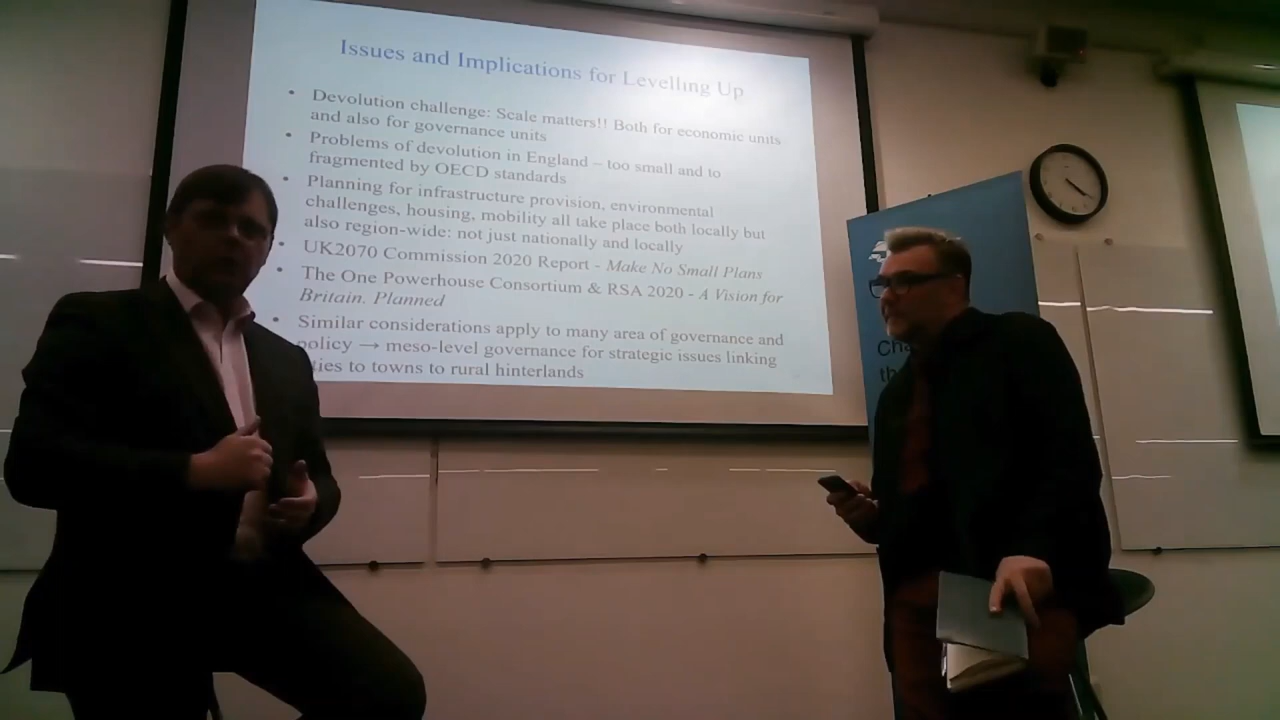 Issues and Implications for Levelling Up
• Devolution challenge: Scale matters!! Both for economic units
and also for governance units
• Problems of devolution in England – too small and to
fragmented by OECD standards
• Planning for infrastructure provision, environmental
challenges, housing, mobility all take place both locally but
also region-wide: not just nationally and locally
• UK2070 Commission 2020 Report - Make No Small Plans
• The One Powerhouse Consortium & RSA 2020 - A Vision for
Britain. Planned
• Similar considerations apply to many area of governance and
policy → meso-level governance for strategic issues linking
to towns to rural hinterlands